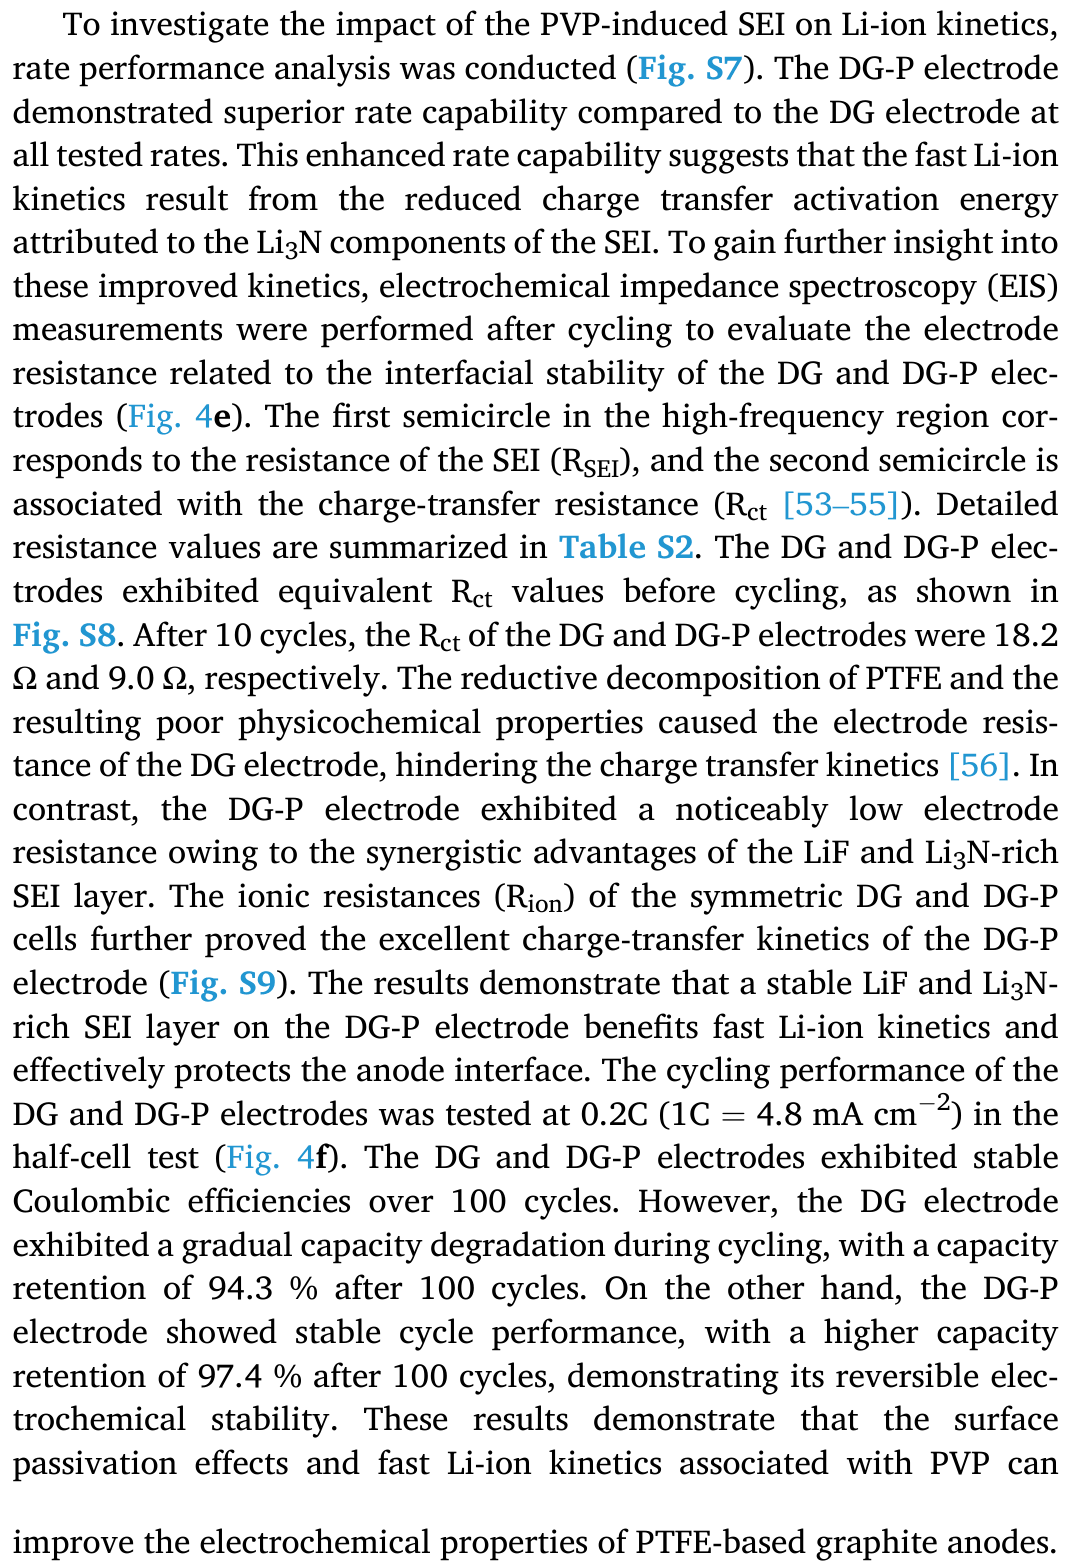 To investigate the impact of the PVP-induced SEI on Li-ion kinetics,
rate performance analysis was conducted (Fig. S7). The DG-P electrode
demonstrated superior rate capability compared to the DG electrode at
all tested rates. This enhanced rate capability suggests that the fast Li-ion
kinetics result from the reduced charge transfer activation energy
attributed to the Li₃N components of the SEI. To gain further insight into
these improved kinetics, electrochemical impedance spectroscopy (EIS)
measurements were performed after cycling to evaluate the electrode
resistance related to the interfacial stability of the DG and DG-P elec-
trodes (Fig. 4e). The first semicircle in the high-frequency region cor-
responds to the resistance of the SEI (R_SEI), and the second semicircle is
associated with the charge-transfer resistance (R_ct [53–55]). Detailed
resistance values are summarized in Table S2. The DG and DG-P elec-
trodes exhibited equivalent R_ct values before cycling, as shown in
Fig. S8. After 10 cycles, the R_ct of the DG and DG-P electrodes were 18.2
Ω and 9.0 Ω, respectively. The reductive decomposition of PTFE and the
resulting poor physicochemical properties caused the electrode resis-
tance of the DG electrode, hindering the charge transfer kinetics [56]. In
contrast, the DG-P electrode exhibited a noticeably low electrode
resistance owing to the synergistic advantages of the LiF and Li₃N-rich
SEI layer. The ionic resistances (R_ion) of the symmetric DG and DG-P
cells further proved the excellent charge-transfer kinetics of the DG-P
electrode (Fig. S9). The results demonstrate that a stable LiF and Li₃N-
rich SEI layer on the DG-P electrode benefits fast Li-ion kinetics and
effectively protects the anode interface. The cycling performance of the
DG and DG-P electrodes was tested at 0.2C (1C = 4.8 mA cm⁻²) in the
half-cell test (Fig. 4f). The DG and DG-P electrodes exhibited stable
Coulombic efficiencies over 100 cycles. However, the DG electrode
exhibited a gradual capacity degradation during cycling, with a capacity
retention of 94.3 % after 100 cycles. On the other hand, the DG-P
electrode showed stable cycle performance, with a higher capacity
retention of 97.4 % after 100 cycles, demonstrating its reversible elec-
trochemical stability. These results demonstrate that the surface
passivation effects and fast Li-ion kinetics associated with PVP can
improve the electrochemical properties of PTFE-based graphite anodes.